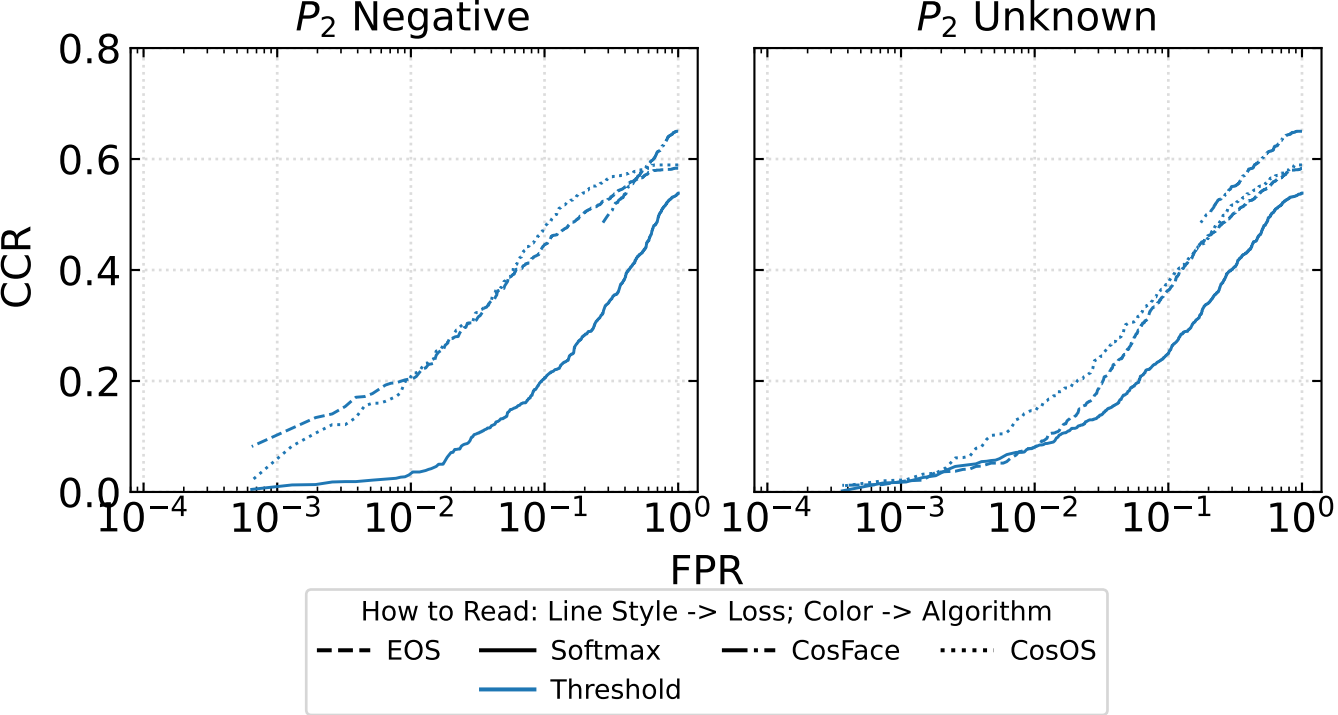 P₂ Negative P₂ Unknown
0.8
0.6
0.4
0.2
0.0
CCR
10⁻⁴ 10⁻³ 10⁻² 10⁻¹ 10⁰ 10⁻⁴ 10⁻³ 10⁻² 10⁻¹ 10⁰
FPR
How to Read: Line Style -> Loss; Color -> Algorithm
EOS Softmax CosFace CosOS
Threshold